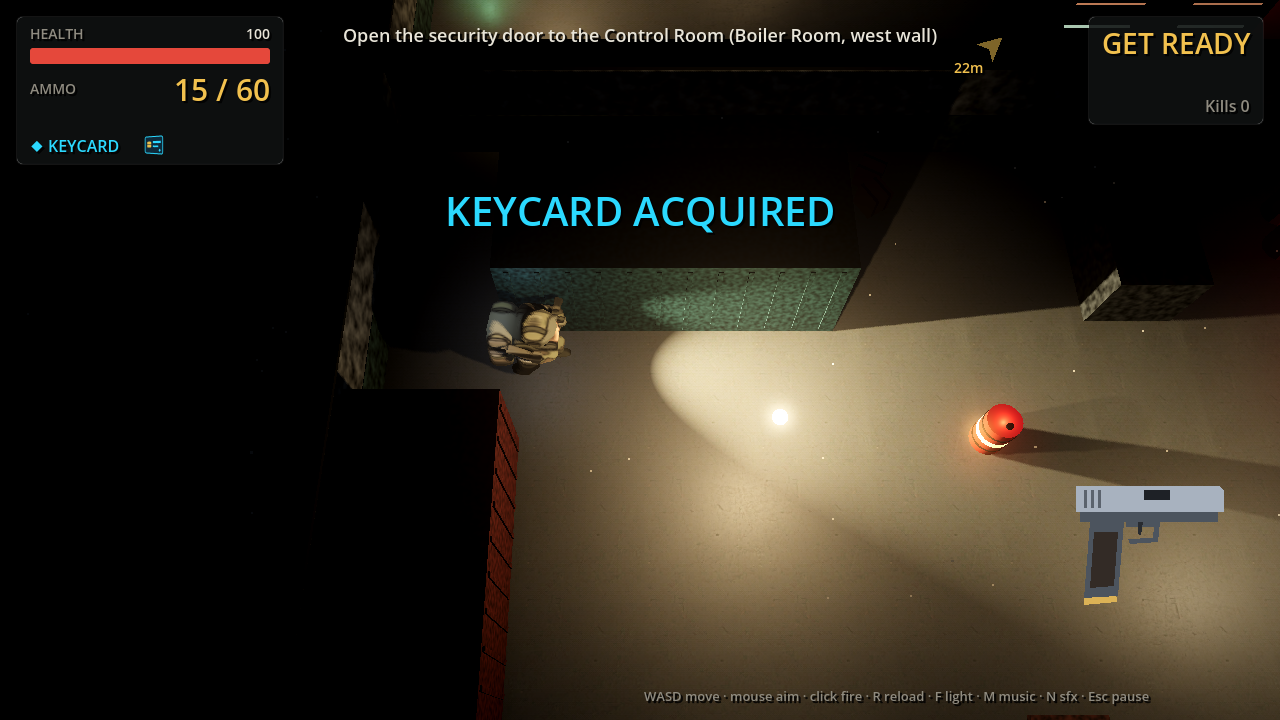 HEALTH 100
AMMO 15 / 60
◆ KEYCARD
Open the security door to the Control Room (Boiler Room, west wall)
22m
GET READY
Kills 0
KEYCARD ACQUIRED
WASD move · mouse aim · click fire · R reload · F light · M music · N sfx · Esc pause